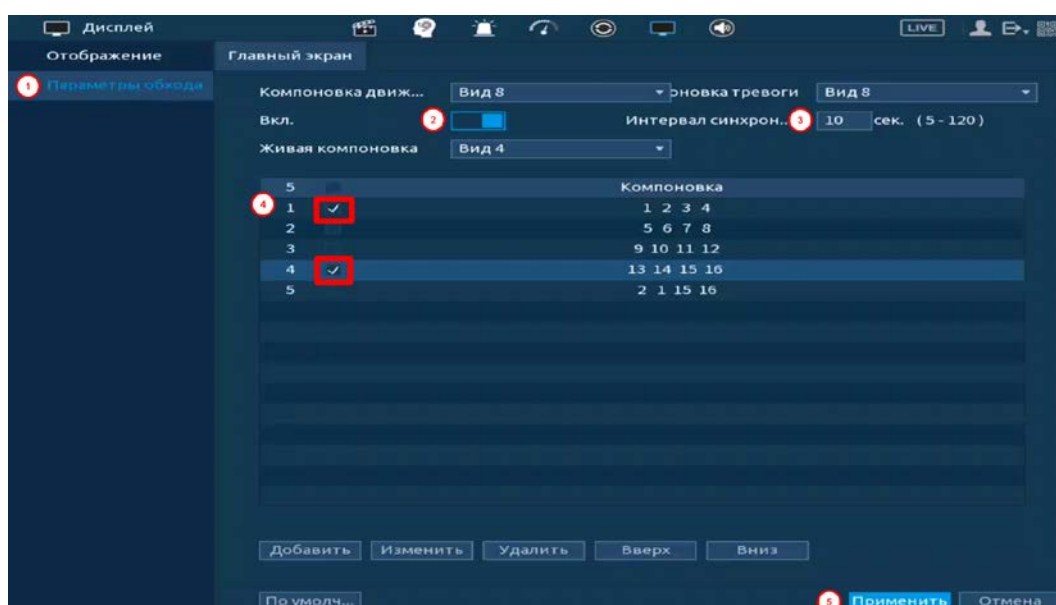 Дисплей LIVE
Отображение Главный экран
1 Параметры обхода
Компоновка движ... Вид 8 оновка тревоги Вид 8
Вкл. 2 Интервал синхрон.. 3 10 сек. (5-120)
Живая компоновка Вид 4
5 Компоновка
4 1 1 2 3 4
2 5 6 7 8
3 9 10 11 12
4 13 14 15 16
5 2 1 15 16
Добавить Изменить Удалить Вверх Вниз
По умолч... 5 Применить Отмена